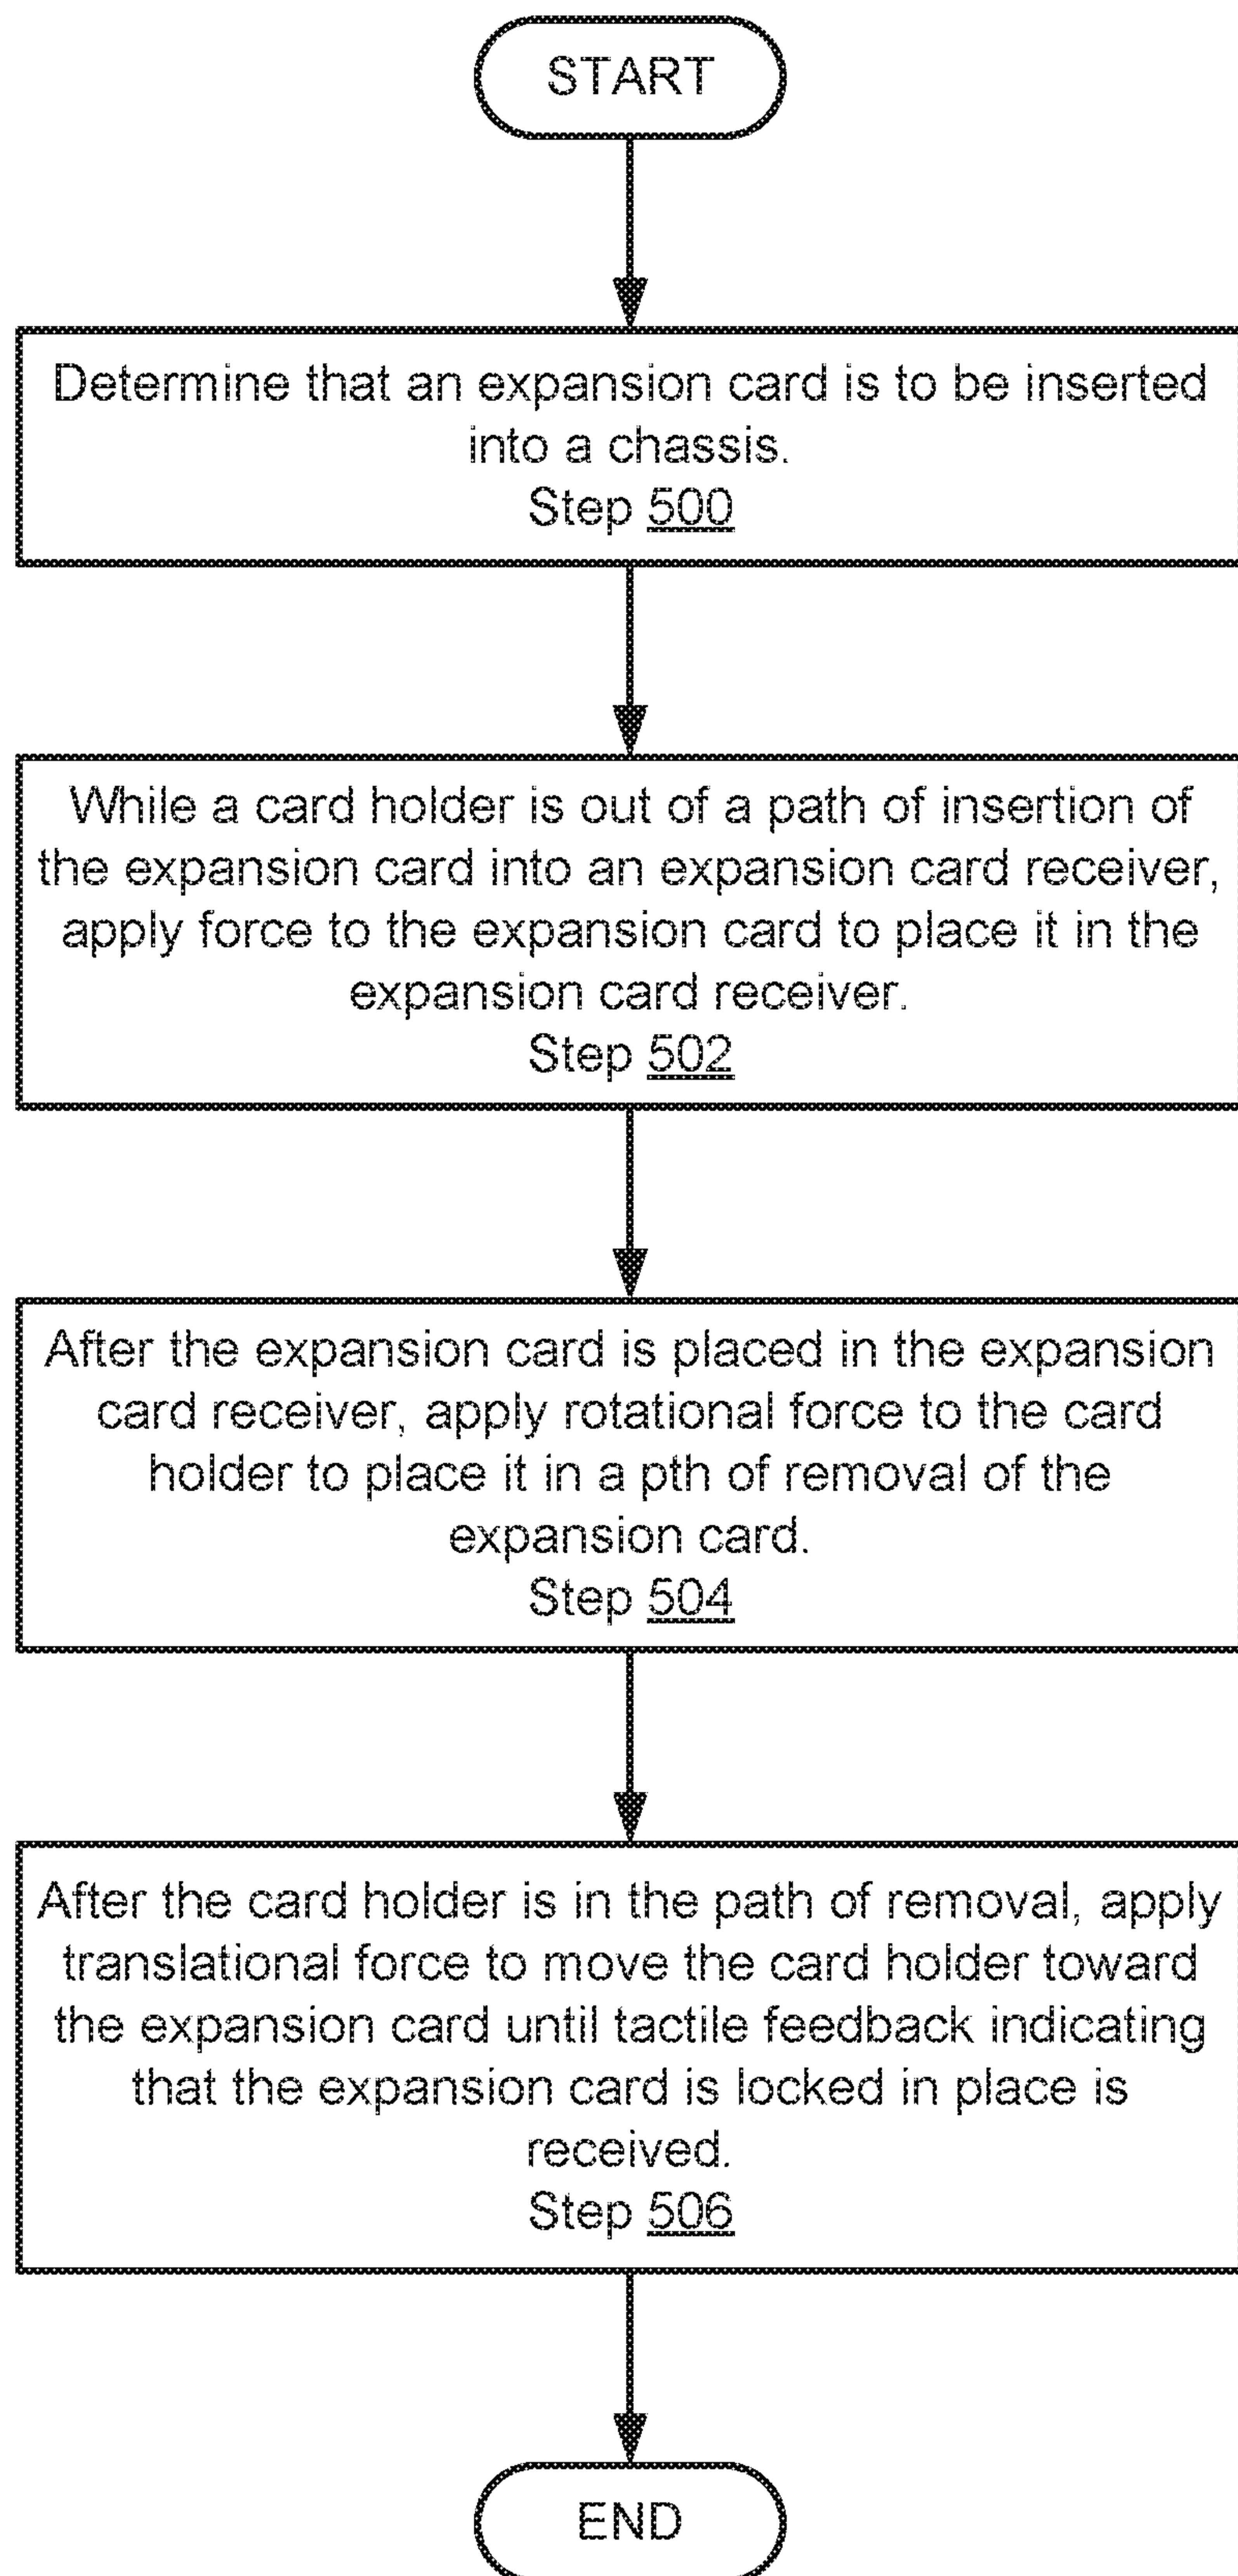 START
Determine that an expansion card is to be inserted
into a chassis.
Step 500
While a card holder is out of a path of insertion of
the expansion card into an expansion card receiver,
apply force to the expansion card to place it in the
expansion card receiver.
Step 502
After the expansion card is placed in the expansion
card receiver, apply rotational force to the card
holder to place it in a pth of removal of the
expansion card.
Step 504
After the card holder is in the path of removal, apply
translational force to move the card holder toward
the expansion card until tactile feedback indicating
that the expansion card is locked in place is
received.
Step 506
END